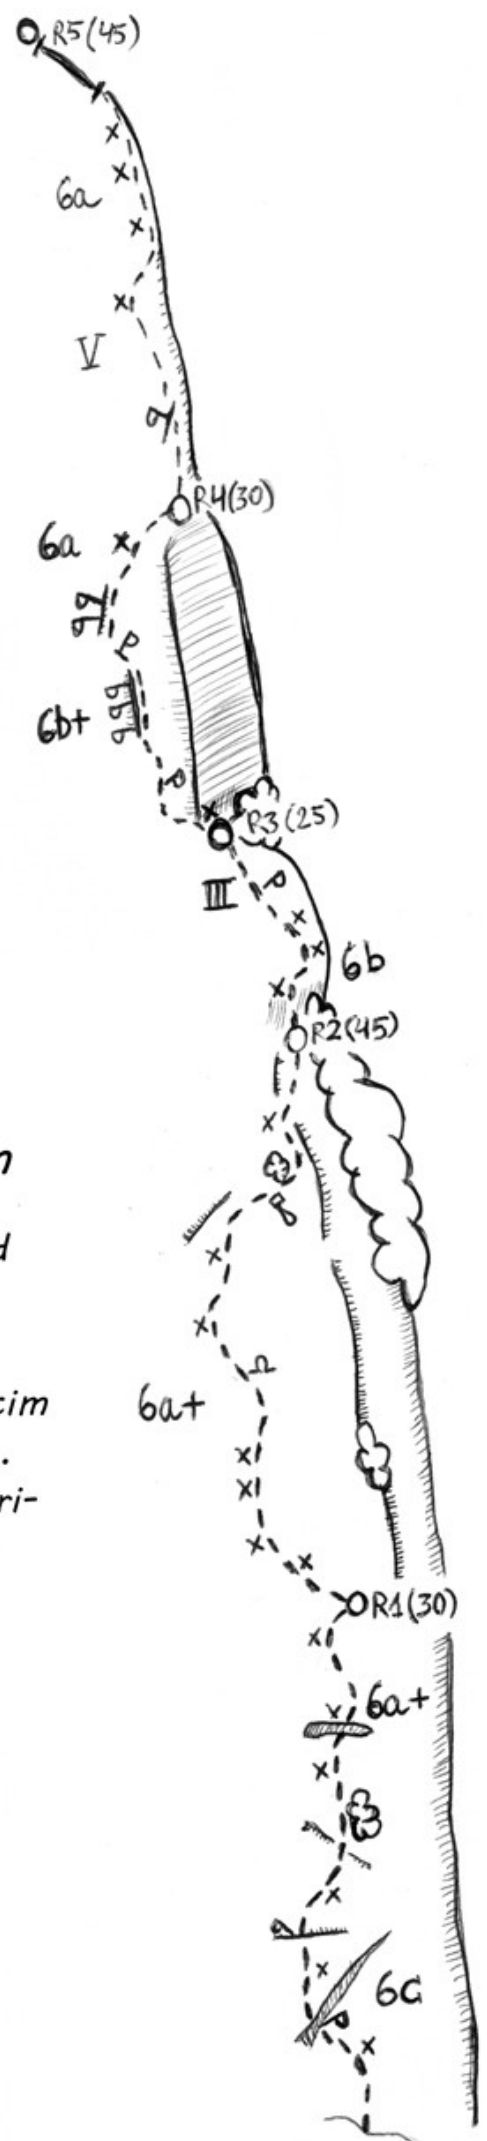 R5(45)
6a
V
R4(30)
6a
6b+
R3(25)
III
6b
R2(45)
6a+
R1(30)
6a+
6c